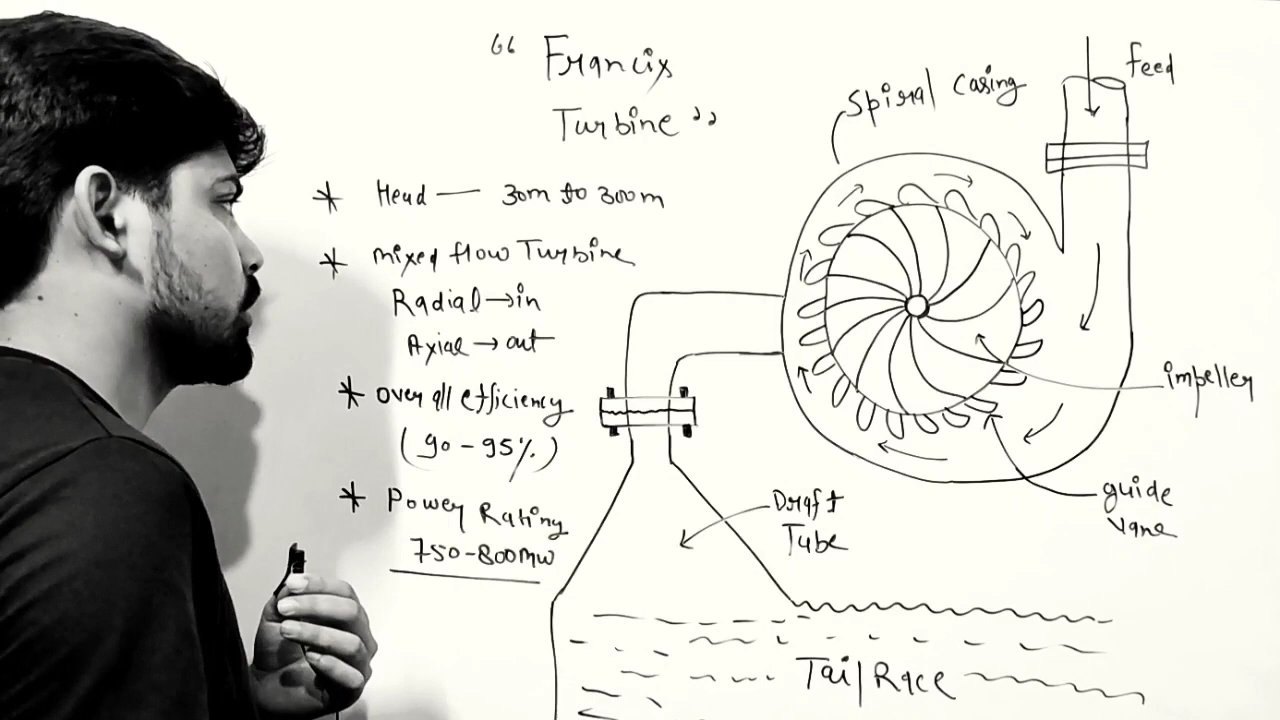 “ Francis
Turbine ”
* Head — 30m to 300m
* mixed flow Turbine
Radial → in
Axial → out
* over all efficiency
(90 - 95%)
* Power Rating
750-800mw
Spiral Casing
feed
impeller
guide
vane
Draft
Tube
Tail Race